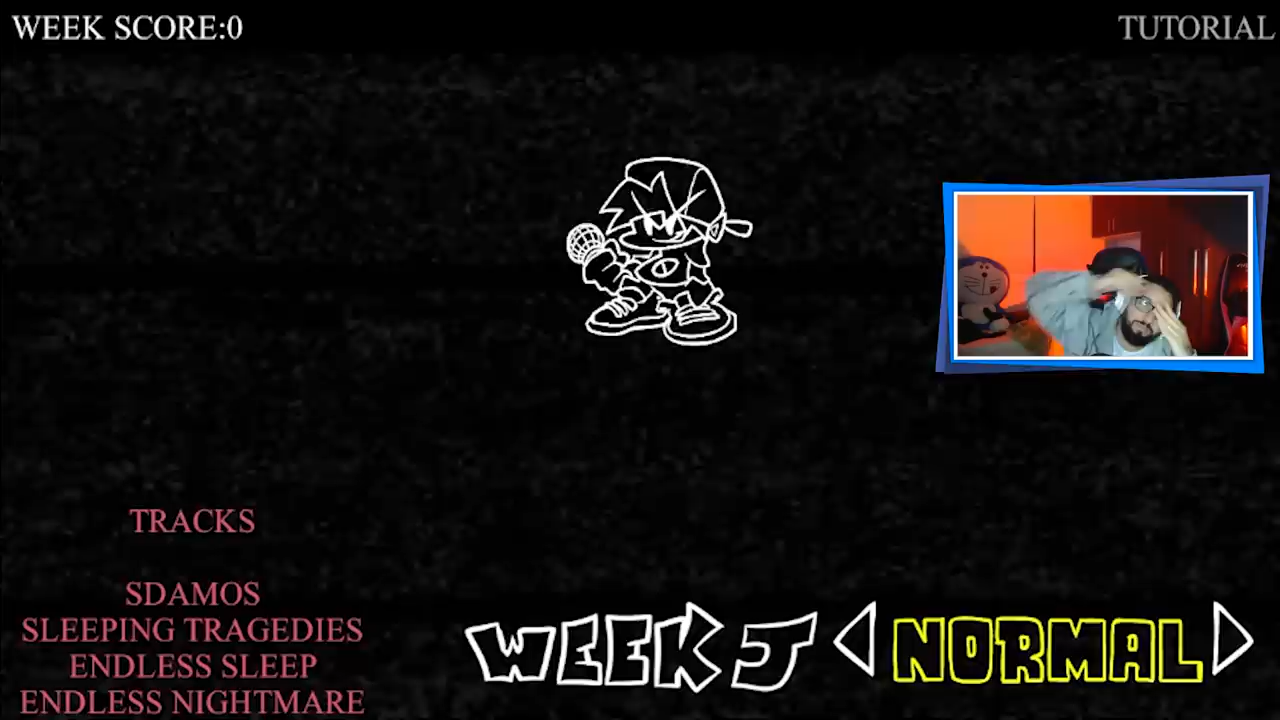 WEEK SCORE:0
TUTORIAL
TRACKS
SDAMOS
SLEEPING TRAGEDIES
ENDLESS SLEEP
ENDLESS NIGHTMARE
WEEK J
NORMAL